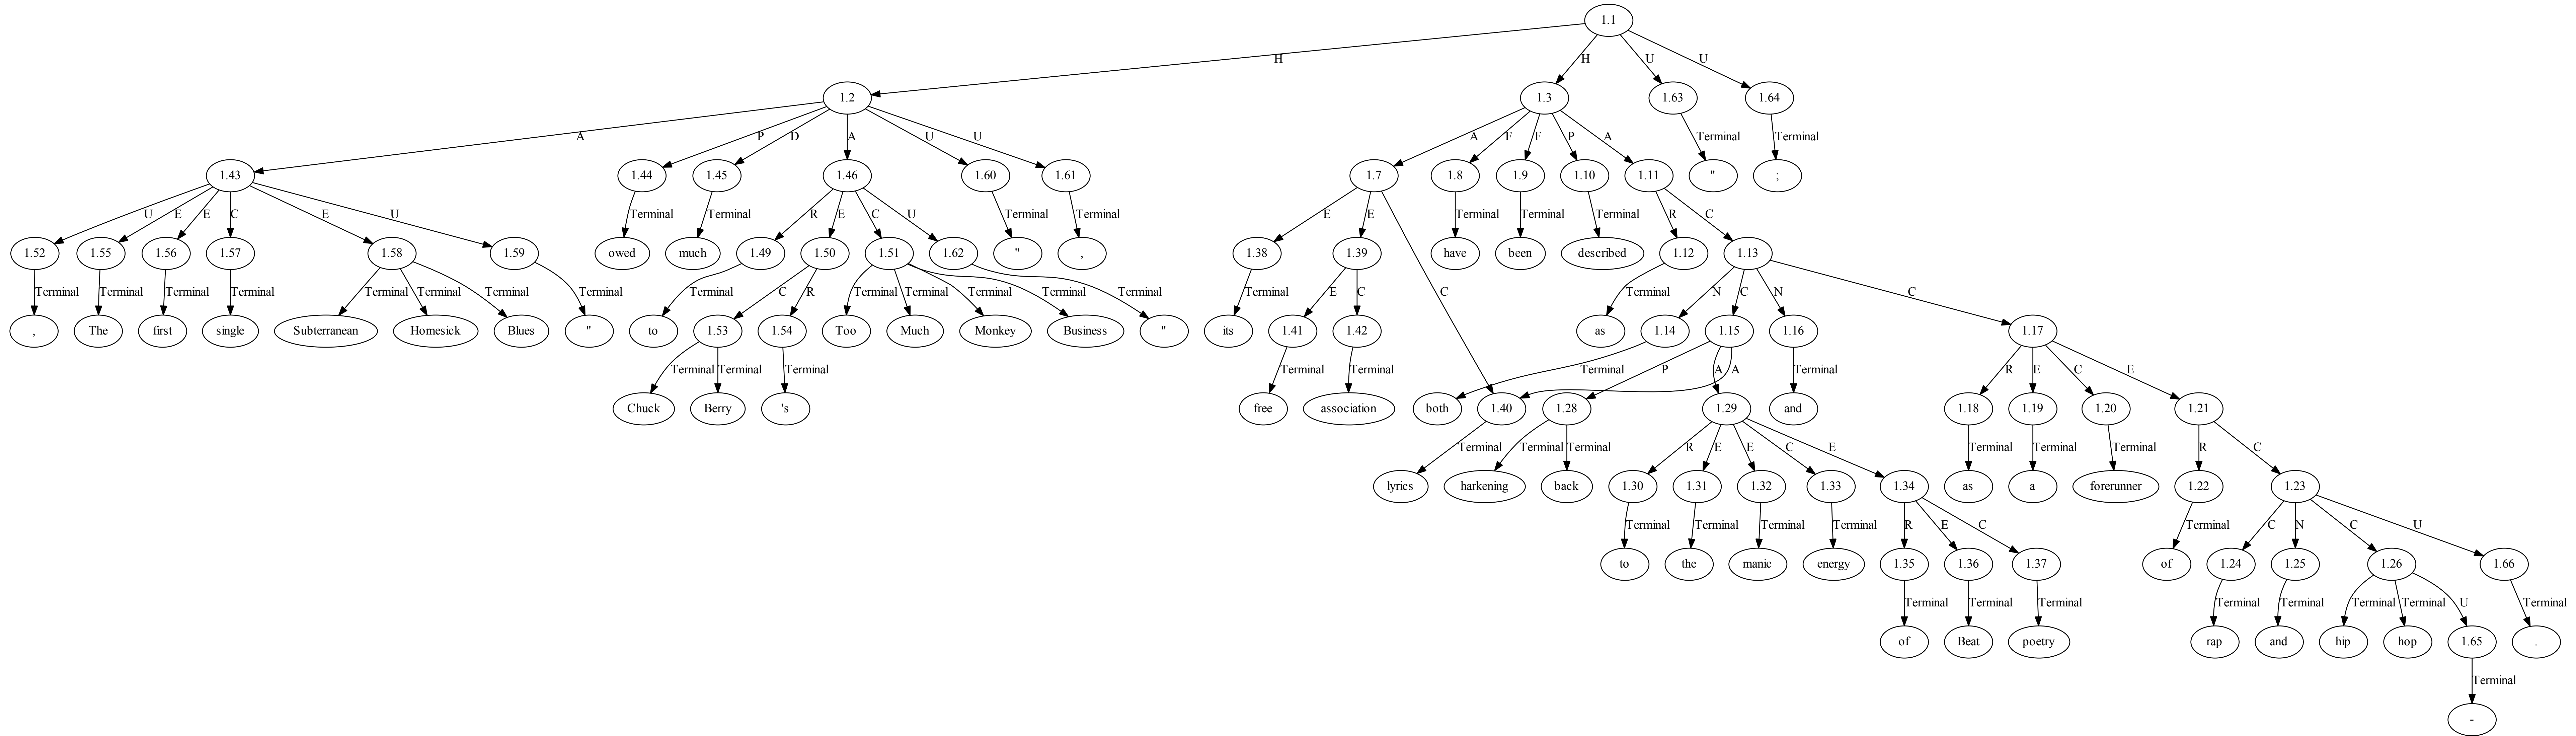 1.1
H H U U
1.2 1.3 1.63 1.64
A P D A U U A F F P A Terminal Terminal
1.43 1.44 1.45 1.46 1.60 1.61 1.7 1.8 1.9 1.10 1.11 " ;
U E E C E U Terminal Terminal R E C U Terminal Terminal E E C Terminal Terminal Terminal R C
1.52 1.55 1.56 1.57 1.58 1.59 owed much 1.49 1.50 1.51 1.62 " , 1.38 1.39 have been described 1.12 1.13
Terminal Terminal Terminal Terminal Terminal Terminal Terminal Terminal Terminal C R Terminal Terminal Terminal Terminal Terminal Terminal E C Terminal N C N C
, The first single Subterranean Homesick Blues " to 1.53 1.54 Too Much Monkey Business " its 1.41 1.42 as 1.14 1.15 1.16 1.17
Terminal Terminal Terminal Terminal Terminal Terminal P A A Terminal R E C E
Chuck Berry 's free association both 1.40 1.28 1.29 and 1.18 1.19 1.20 1.21
Terminal Terminal Terminal R E E C E Terminal Terminal Terminal R C
lyrics harkening back 1.30 1.31 1.32 1.33 1.34 as a forerunner 1.22 1.23
Terminal Terminal Terminal Terminal R E C Terminal C N C U
to the manic energy 1.35 1.36 1.37 of 1.24 1.25 1.26 1.66
Terminal Terminal Terminal Terminal Terminal Terminal Terminal U Terminal
of Beat poetry rap and hip hop 1.65 .
Terminal
-